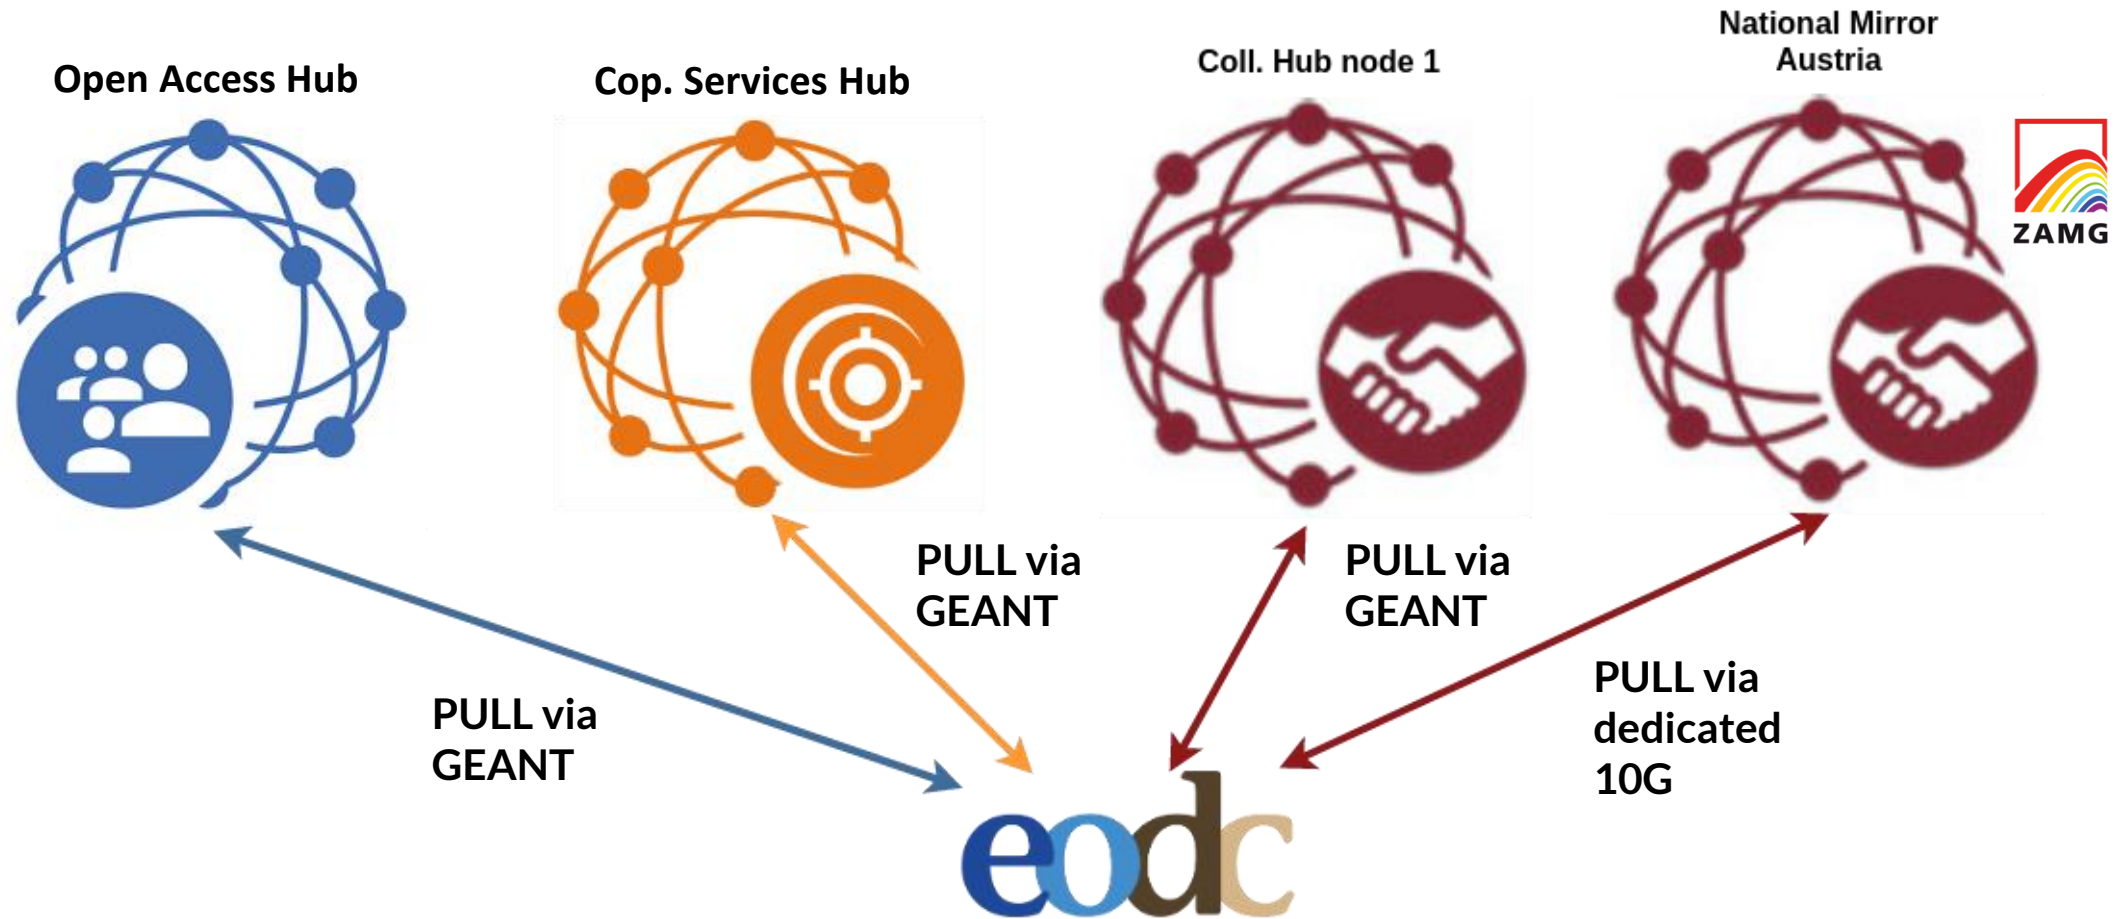 National Mirror
Austria
Coll. Hub node 1
Open Access Hub
Cop. Services Hub
ZAMG
PULL via
GEANT
PULL via
GEANT
PULL via
dedicated
10G
PULL via
GEANT
eodc